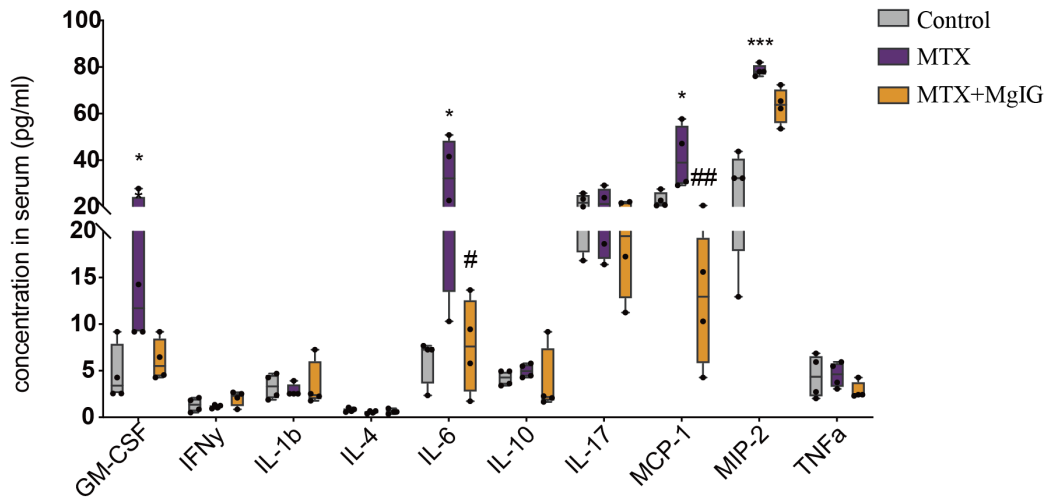 100
80
60
40
20
20
15
10
5
0
concentration in serum (pg/ml)
Control
MTX
MTX+MgIG
*
*
#
*
##
***
GM-CSF
IFNy
IL-1b
IL-4
IL-6
IL-10
IL-17
MCP-1
MIP-2
TNFa